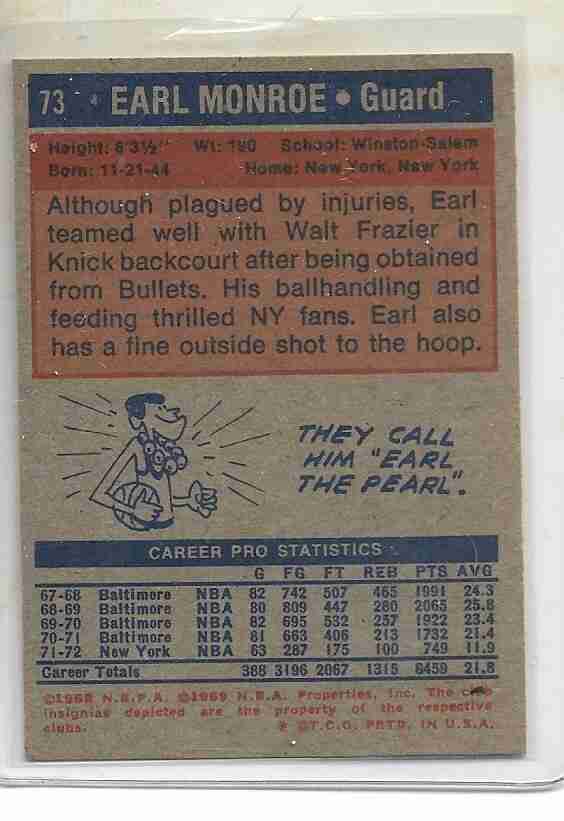 73 • EARL MONROE • Guard
Height: 6'3½" Wt: 190 School: Winston-Salem
Born: 11-21-44 Home: New York, New York
Although plagued by injuries, Earl
teamed well with Walt Frazier in
Knick backcourt after being obtained
from Bullets. His ballhandling and
feeding thrilled NY fans. Earl also
has a fine outside shot to the hoop.
THEY CALL
HIM "EARL
THE PEARL".
CAREER PRO STATISTICS
G FG FT REB PTS AVG
67-68 Baltimore NBA 82 742 507 465 1991 24.3
68-69 Baltimore NBA 80 809 447 280 2065 25.8
69-70 Baltimore NBA 82 695 532 257 1922 23.4
70-71 Baltimore NBA 81 663 406 213 1732 21.4
71-72 New York NBA 63 287 175 100 749 11.9
Career Totals 388 3196 2067 1315 8459 21.8
©1968 N.B.P.A. ©1969 N.B.A. Properties, Inc. The club
insignias depicted are the property of the respective
clubs. ©T.C.G. PRTD. IN U.S.A.